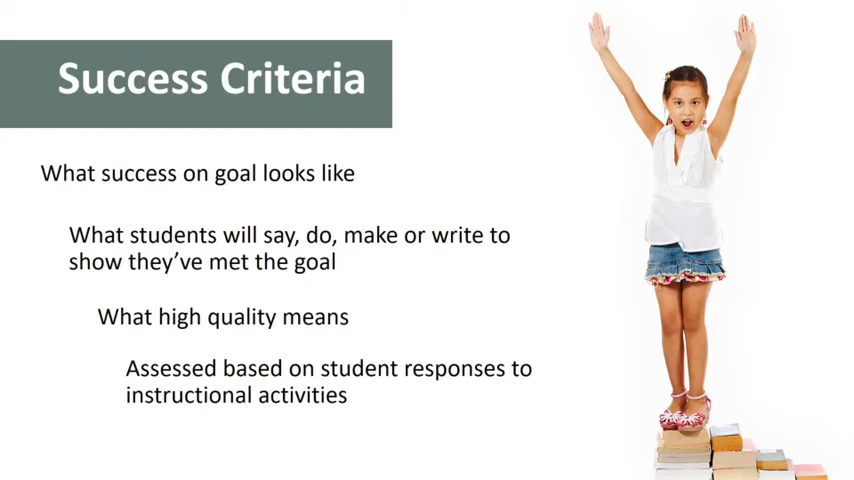 Success Criteria
What success on goal looks like
What students will say, do, make or write to
show they’ve met the goal
What high quality means
Assessed based on student responses to
instructional activities